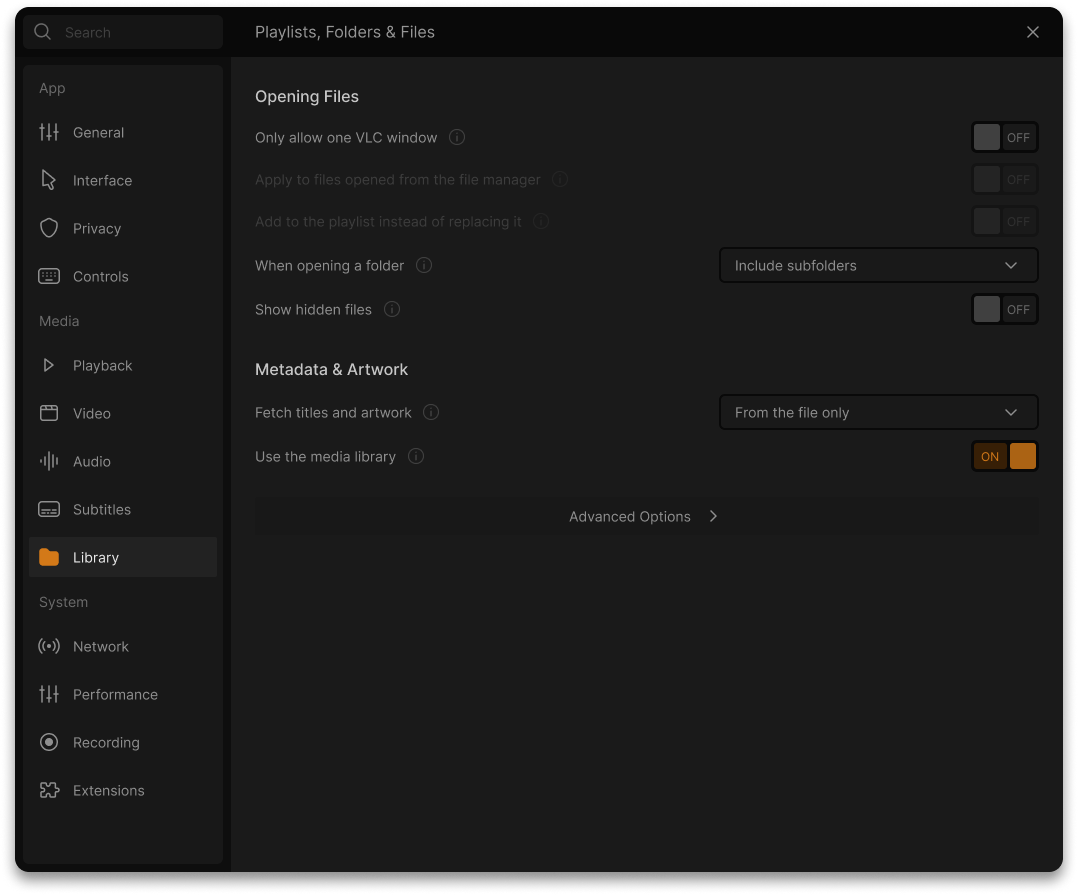 Search
Playlists, Folders & Files
App
General
Interface
Privacy
Controls
Media
Playback
Video
Audio
Subtitles
Library
System
Network
Performance
Recording
Extensions
Opening Files
Only allow one VLC window
OFF
Apply to files opened from the file manager
OFF
Add to the playlist instead of replacing it
OFF
When opening a folder
Include subfolders
Show hidden files
OFF
Metadata & Artwork
Fetch titles and artwork
From the file only
Use the media library
ON
Advanced Options